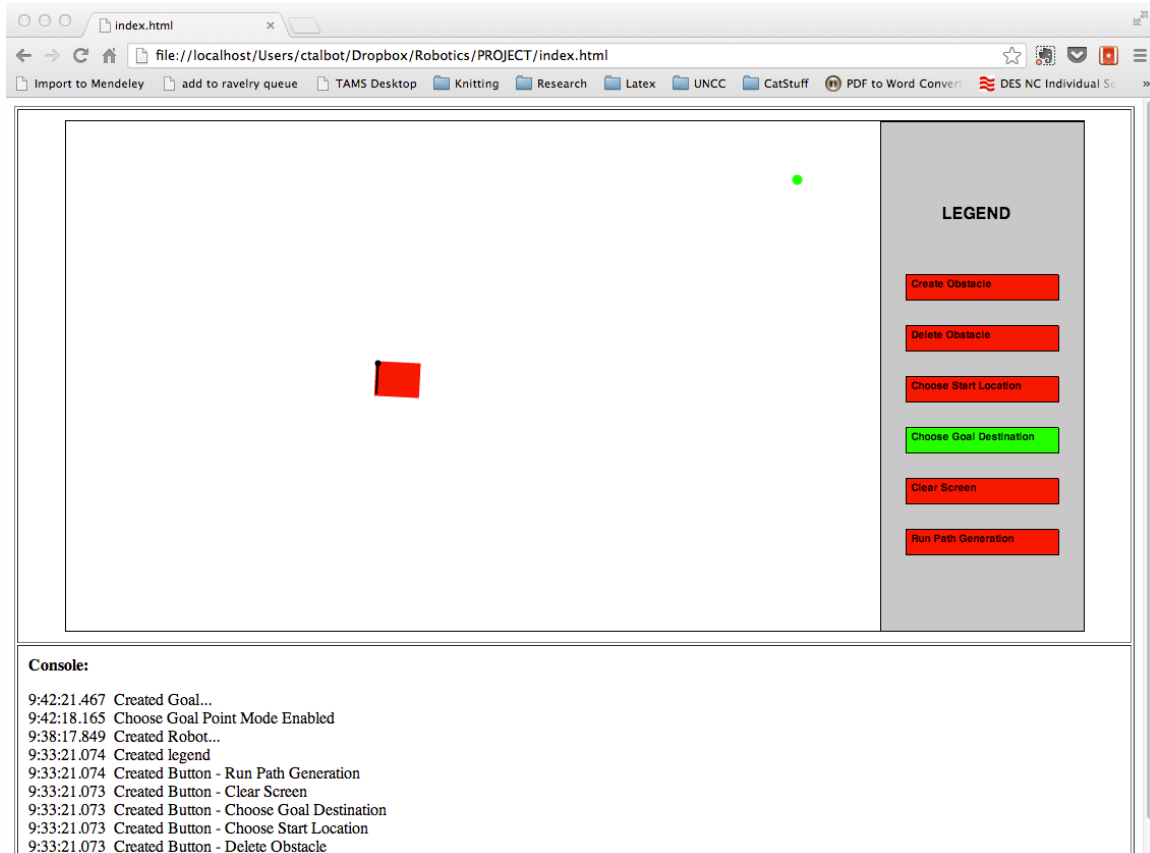 index.html
file://localhost/Users/ctalbot/Dropbox/Robotics/PROJECT/index.html
Import to Mendeley add to ravelry queue TAMS Desktop Knitting Research Latex UNCC CatStuff PDF to Word Convert DES NC Individual Se »
LEGEND
Create Obstacle
Delete Obstacle
Choose Start Location
Choose Goal Destination
Clear Screen
Run Path Generation
Console:
9:42:21.467 Created Goal...
9:42:18.165 Choose Goal Point Mode Enabled
9:38:17.849 Created Robot...
9:33:21.074 Created legend
9:33:21.074 Created Button - Run Path Generation
9:33:21.073 Created Button - Clear Screen
9:33:21.073 Created Button - Choose Goal Destination
9:33:21.073 Created Button - Choose Start Location
9:33:21.073 Created Button - Delete Obstacle